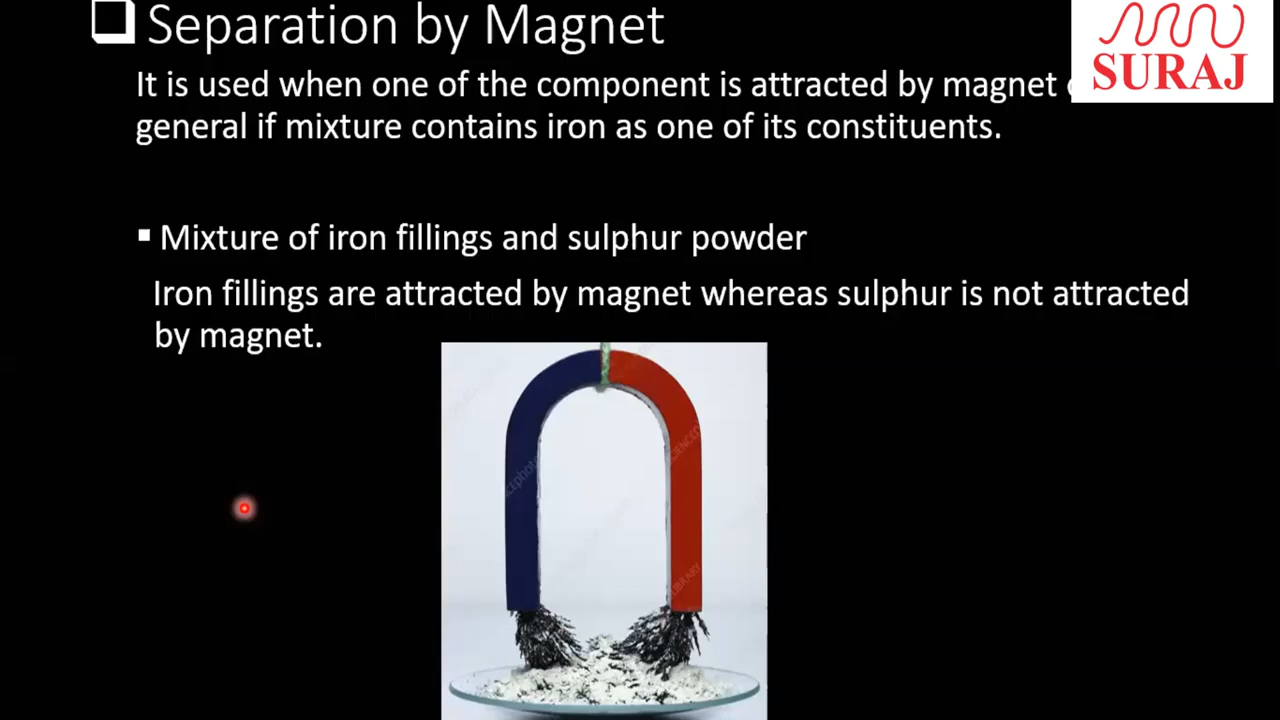 Separation by Magnet
SURAJ
It is used when one of the component is attracted by magnet
general if mixture contains iron as one of its constituents.
Mixture of iron fillings and sulphur powder
Iron fillings are attracted by magnet whereas sulphur is not attracted
by magnet.